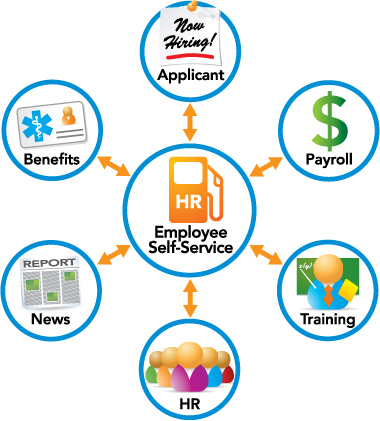 Now
Hiring!
Applicant
Benefits
Payroll
HR
Employee
Self-Service
REPORT
News
Training
HR